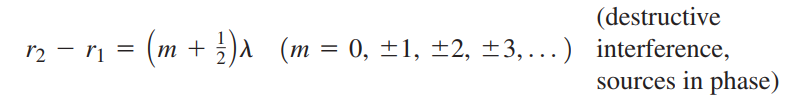 (destructive
r₂ − r₁ = (m + ½)λ (m = 0, ±1, ±2, ±3,...) interference,
sources in phase)